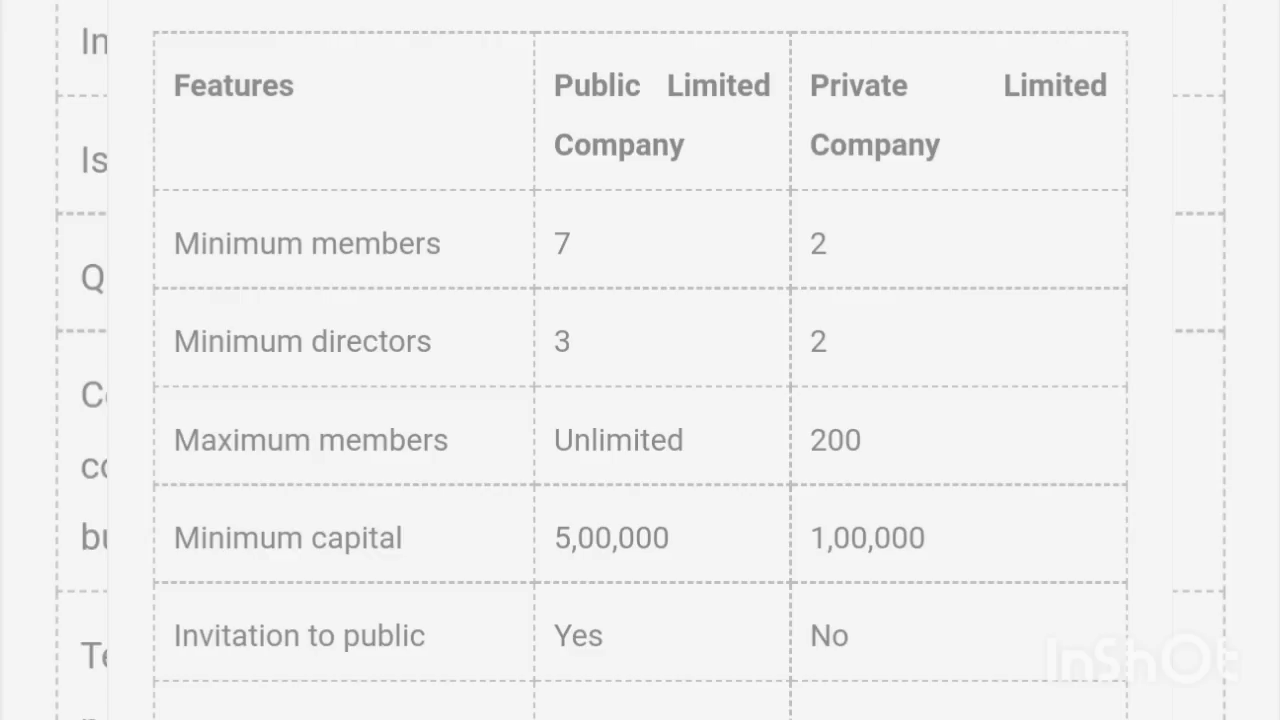 Features
Public Limited
Company
Private Limited
Company
Minimum members 7 2
Minimum directors 3 2
Maximum members Unlimited 200
Minimum capital 5,00,000 1,00,000
Invitation to public Yes No
InShOt